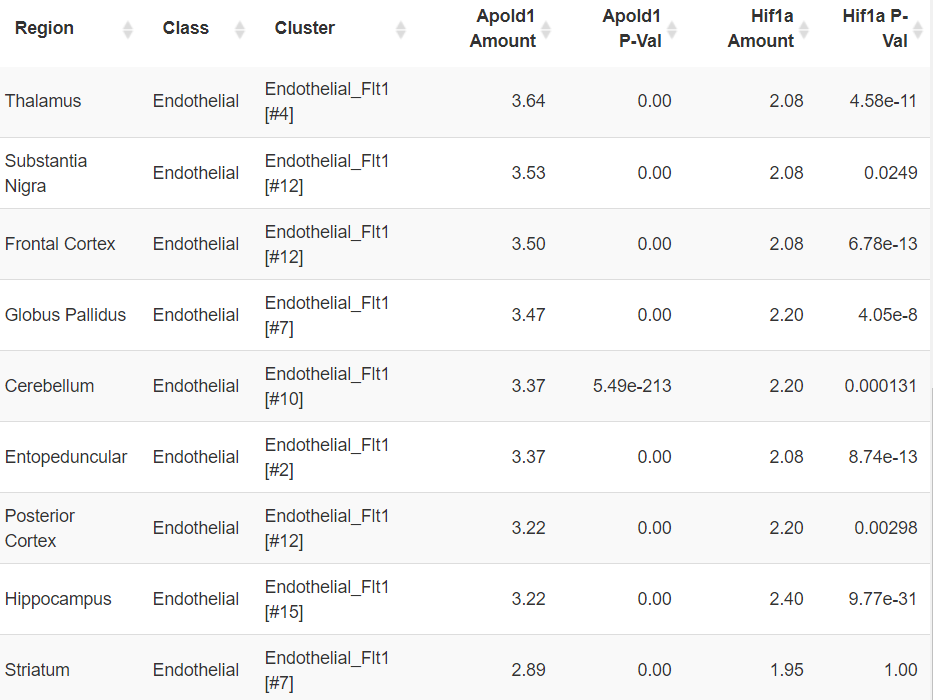 Region Class Cluster Apold1 Amount Apold1 P-Val Hif1a Amount Hif1a P-Val
Thalamus Endothelial Endothelial_Flt1 [#4] 3.64 0.00 2.08 4.58e-11
Substantia Nigra Endothelial Endothelial_Flt1 [#12] 3.53 0.00 2.08 0.0249
Frontal Cortex Endothelial Endothelial_Flt1 [#12] 3.50 0.00 2.08 6.78e-13
Globus Pallidus Endothelial Endothelial_Flt1 [#7] 3.47 0.00 2.20 4.05e-8
Cerebellum Endothelial Endothelial_Flt1 [#10] 3.37 5.49e-213 2.20 0.000131
Entopeduncular Endothelial Endothelial_Flt1 [#2] 3.37 0.00 2.08 8.74e-13
Posterior Cortex Endothelial Endothelial_Flt1 [#12] 3.22 0.00 2.20 0.00298
Hippocampus Endothelial Endothelial_Flt1 [#15] 3.22 0.00 2.40 9.77e-31
Striatum Endothelial Endothelial_Flt1 [#7] 2.89 0.00 1.95 1.00